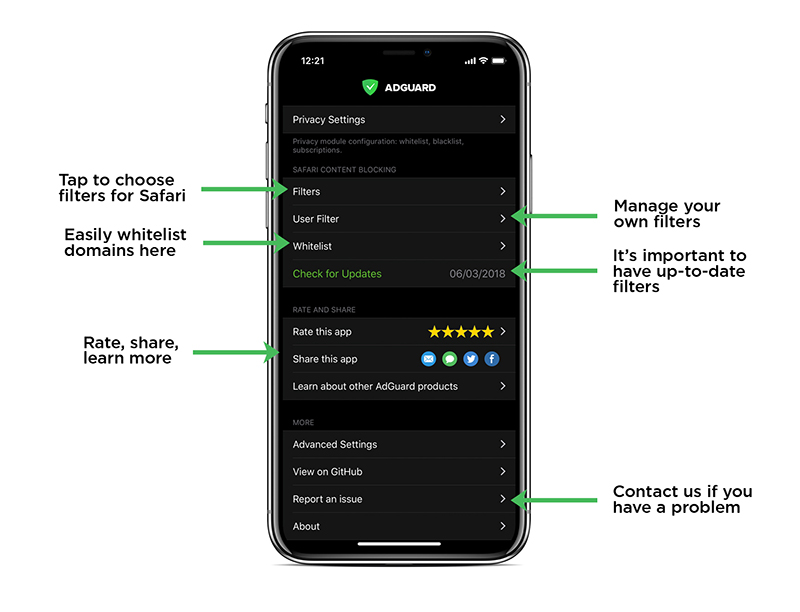 12:21
ADGUARD
Privacy Settings
Privacy module configuration: whitelist, blacklist,
subscriptions.
SAFARI CONTENT BLOCKING
Tap to choose
filters for Safari
Filters
User Filter
Manage your
own filters
Easily whitelist
domains here
Whitelist
Check for Updates 06/03/2018
It's important to
have up-to-date
filters
RATE AND SHARE
Rate this app
Rate, share,
learn more
Share this app
Learn about other AdGuard products
MORE
Advanced Settings
View on GitHub
Report an issue
Contact us if you
have a problem
About